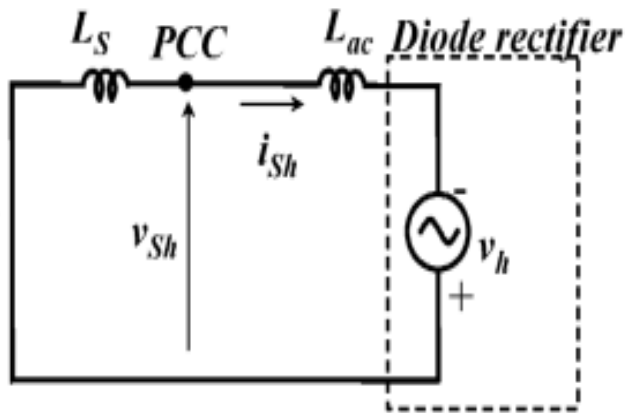 L_S PCC L_ac Diode rectifier
i_Sh
v_Sh
-
v_h
+